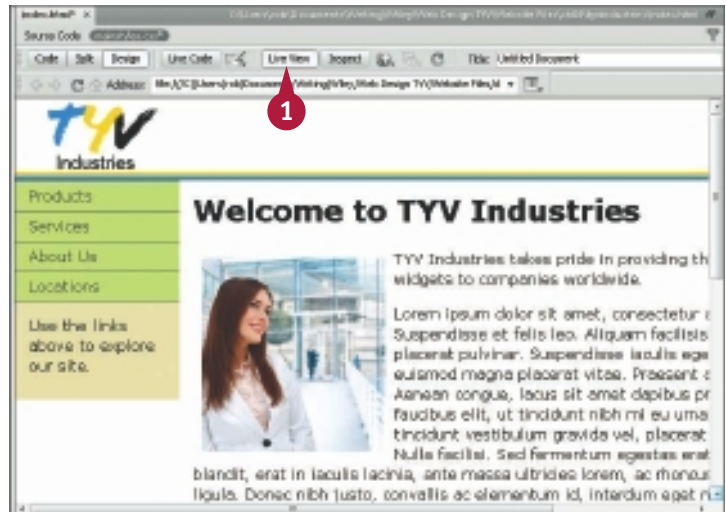 index.html* ×
Source Code
Code Split Design Live Code Live View Inspect Title: Untitled Document
Address:
1
TYV
Industries
Products
Services
About Us
Locations
Use the links
above to explore
our site.
Welcome to TYV Industries
TYV Industries takes pride in providing th
widgets to companies worldwide.
Lorem ipsum dolor sit amet, consectetur
Suspendisse et felis leo. Aliquam facilisis
placerat pulvinar. Suspendisse iaculis ege
euismod magna placerat vitae. Praesent
Aenean congue, lacus sit amet dapibus pr
faucibus elit, ut tincidunt nibh mi eu urna
tincidunt vestibulum gravida vel, placerat
Nulla facilisi. Sed fermentum egestas erat
blandit, erat in iaculis lacinia, ante massa ultricies lorem, ac rhoncus
ligula. Donec nibh justo, convallis ac elementum id, interdum eget